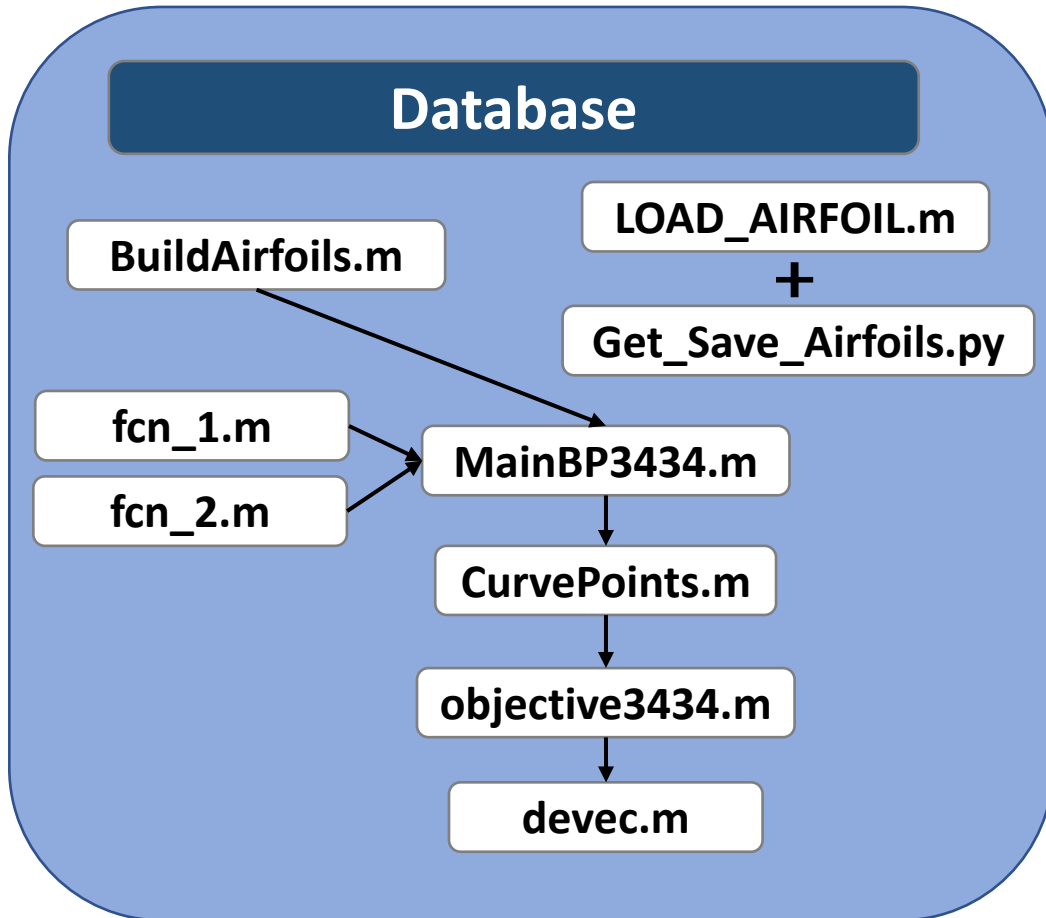 Database
LOAD_AIRFOIL.m
BuildAirfoils.m
+
Get_Save_Airfoils.py
fcn_1.m
MainBP3434.m
fcn_2.m
CurvePoints.m
objective3434.m
devec.m